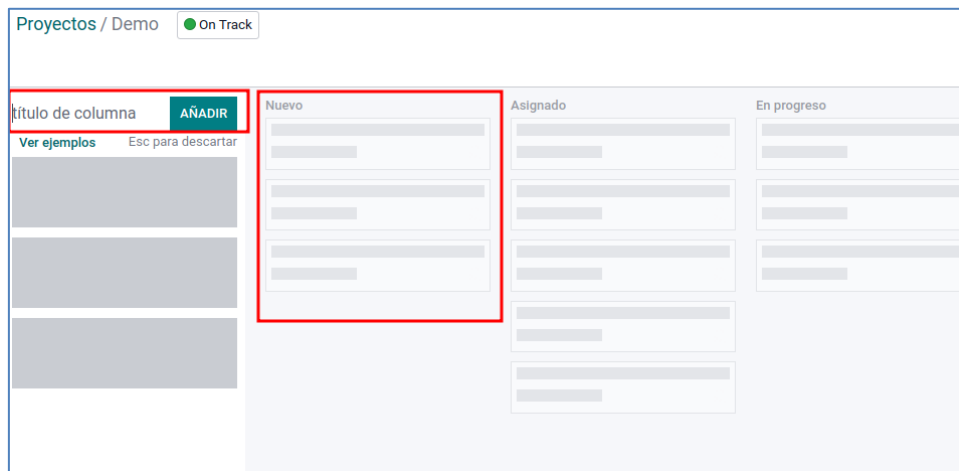 Proyectos / Demo On Track
título de columna AÑADIR
Ver ejemplos Esc para descartar
Nuevo Asignado En progreso